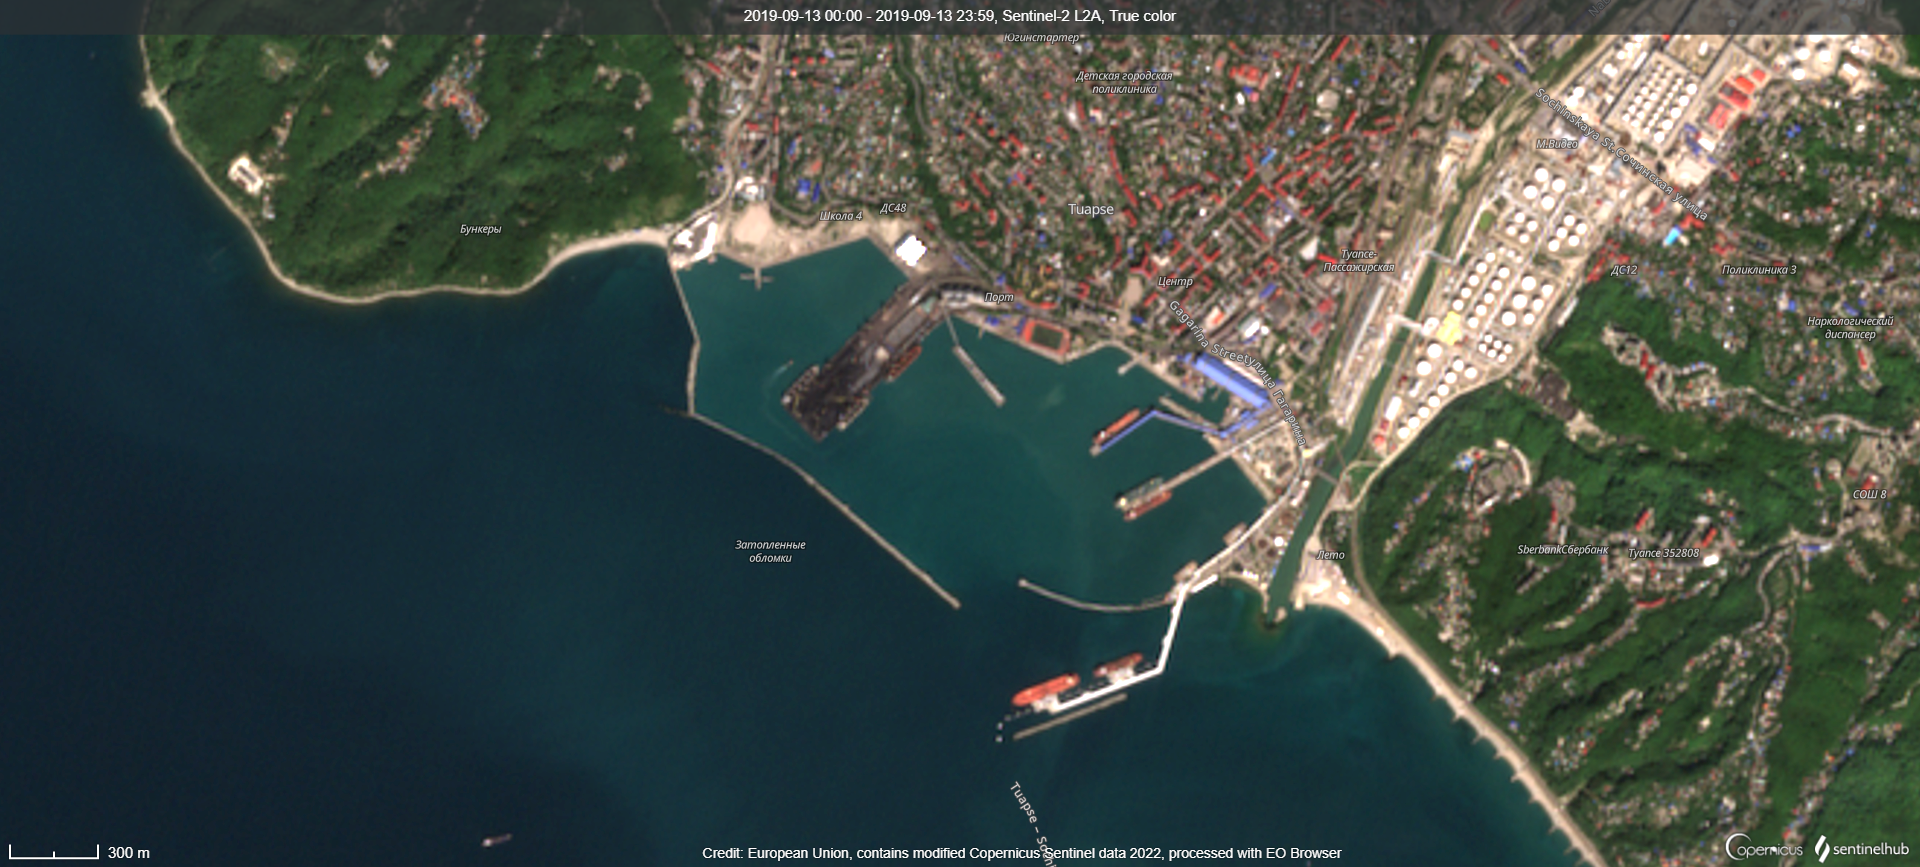 2019-09-13 00:00 - 2019-09-13 23:59, Sentinel-2 L2A, True color
Югинстартер
Детская городская
поликлиника
Sochinskaya St.Сочинская улица
М.Видео
Школа 4
ДС48
Tuapse
Бункеры
Туапсе-
Пассажирская
ДС12
Поликлиника 3
Центр
Порт
Gagarina Streetулица Гагарина
Наркологический
диспансер
СОШ 8
Затопленные
обломки
Лето
SberbankСбербанк
Туапсе 352808
Tuapse – Sochi
300 m
Credit: European Union, contains modified Copernicus Sentinel data 2022, processed with EO Browser
Copernicus
sentinelhub